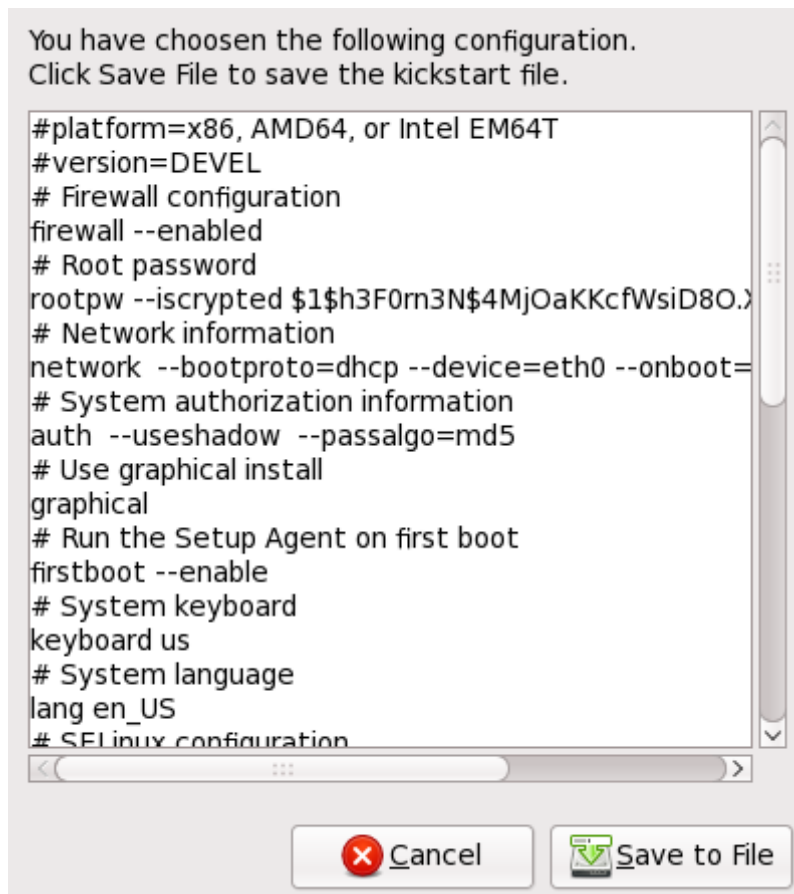 You have choosen the following configuration.
Click Save File to save the kickstart file.
#platform=x86, AMD64, or Intel EM64T
#version=DEVEL
# Firewall configuration
firewall --enabled
# Root password
rootpw --iscrypted $1$h3F0rn3N$4MjOaKKcfWsiD8O.X
# Network information
network  --bootproto=dhcp --device=eth0 --onboot=
# System authorization information
auth  --useshadow  --passalgo=md5
# Use graphical install
graphical
# Run the Setup Agent on first boot
firstboot --enable
# System keyboard
keyboard us
# System language
lang en_US
# SELinux configuration
Cancel
Save to File